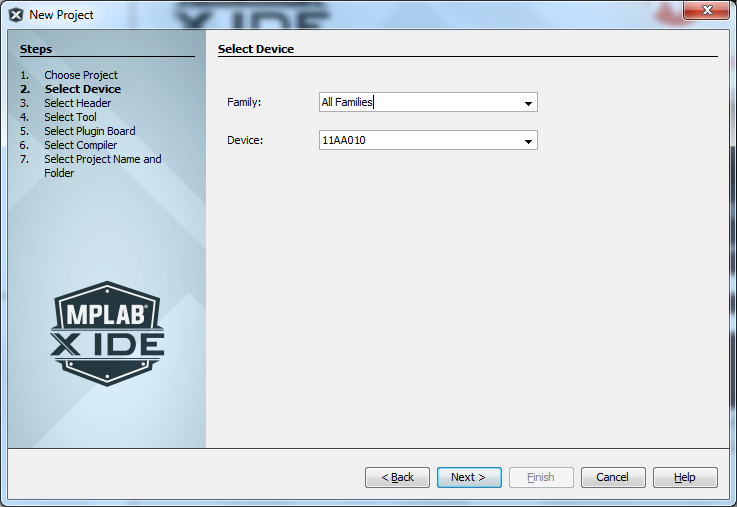 New Project
Steps
1. Choose Project
2. Select Device
3. Select Header
4. Select Tool
5. Select Plugin Board
6. Select Compiler
7. Select Project Name and
Folder
MPLAB
X IDE
Select Device
Family: All Families
Device: 11AA010
< Back Next > Finish Cancel Help